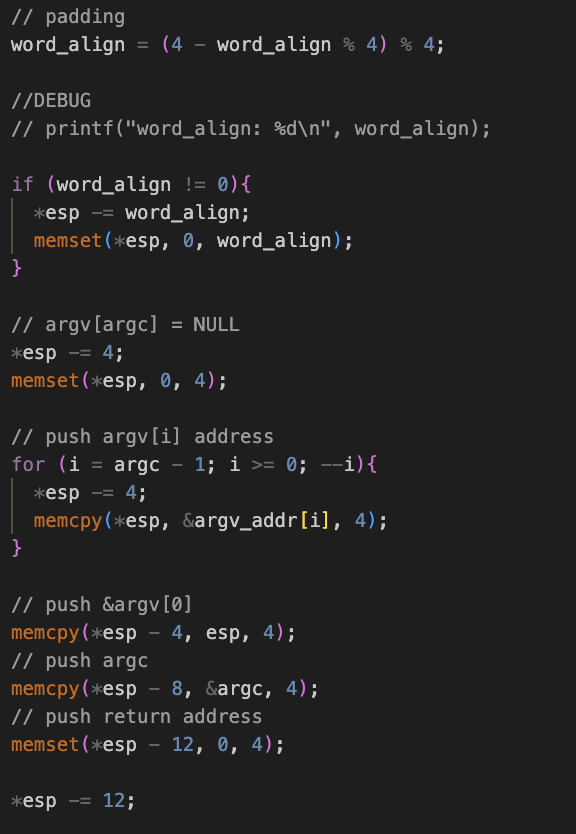 // padding
word_align = (4 - word_align % 4) % 4;
//DEBUG
// printf("word_align: %d\n", word_align);
if (word_align != 0){
*esp -= word_align;
memset(*esp, 0, word_align);
}
// argv[argc] = NULL
*esp -= 4;
memset(*esp, 0, 4);
// push argv[i] address
for (i = argc - 1; i >= 0; --i){
*esp -= 4;
memcpy(*esp, &argv_addr[i], 4);
}
// push &argv[0]
memcpy(*esp - 4, esp, 4);
// push argc
memcpy(*esp - 8, &argc, 4);
// push return address
memset(*esp - 12, 0, 4);
*esp -= 12;